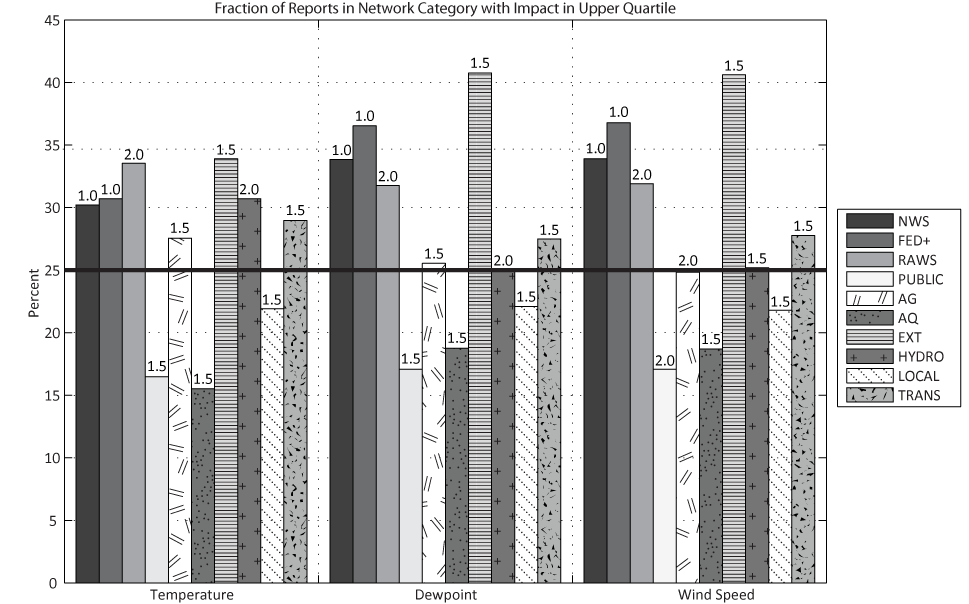 Fraction of Reports in Network Category with Impact in Upper Quartile
Percent
45
40
35
30
25
20
15
10
5
0
1.0
1.0
2.0
1.5
1.5
1.5
1.5
2.0
1.5
1.5
1.0
1.0
2.0
1.5
1.5
1.5
1.5
2.0
1.5
1.5
1.0
1.0
2.0
2.0
2.0
1.5
1.5
1.5
1.5
1.5
Temperature
Dewpoint
Wind Speed
NWS
FED+
RAWS
PUBLIC
AG
AQ
EXT
HYDRO
LOCAL
TRANS